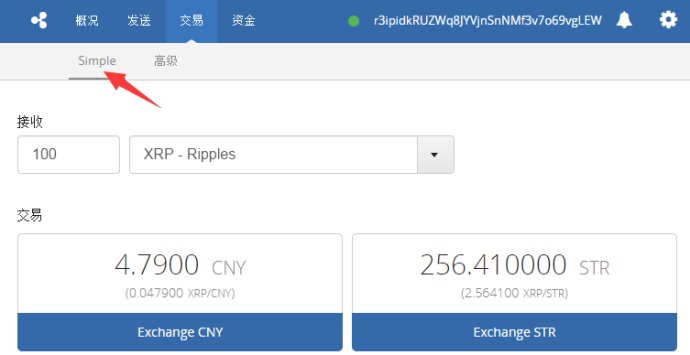 概况 发送 交易 资金 r3ipidkRUZWq8JYVjnSnNMf3v7o69vgLEW
Simple 高级
接收
100 XRP - Ripples
交易
4.7900 CNY 256.410000 STR
(0.047900 XRP/CNY) (2.564100 XRP/STR)
Exchange CNY Exchange STR